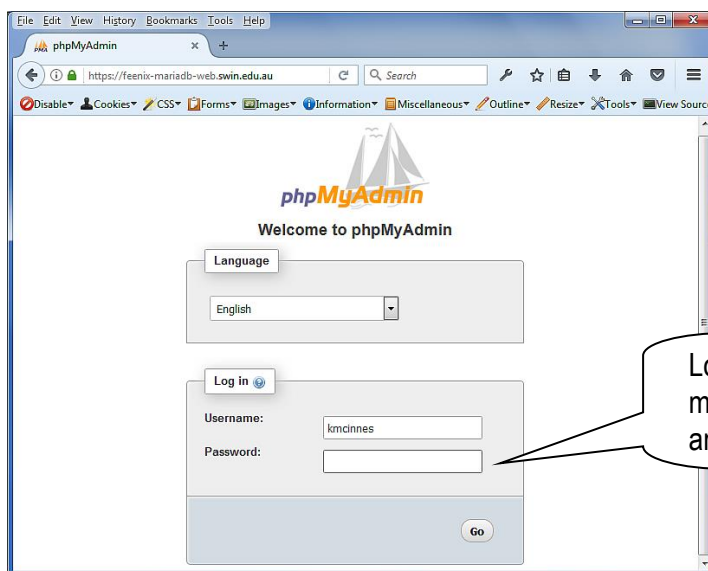 File Edit View History Bookmarks Tools Help
PMA phpMyAdmin × +
https://feenix-mariadb-web.swin.edu.au Search
Disable Cookies CSS Forms Images Information Miscellaneous Outline Resize Tools View Sourc
phpMyAdmin
Welcome to phpMyAdmin
Language
English
Log in
Username: kmcinnes
Password:
Go
Lo
m